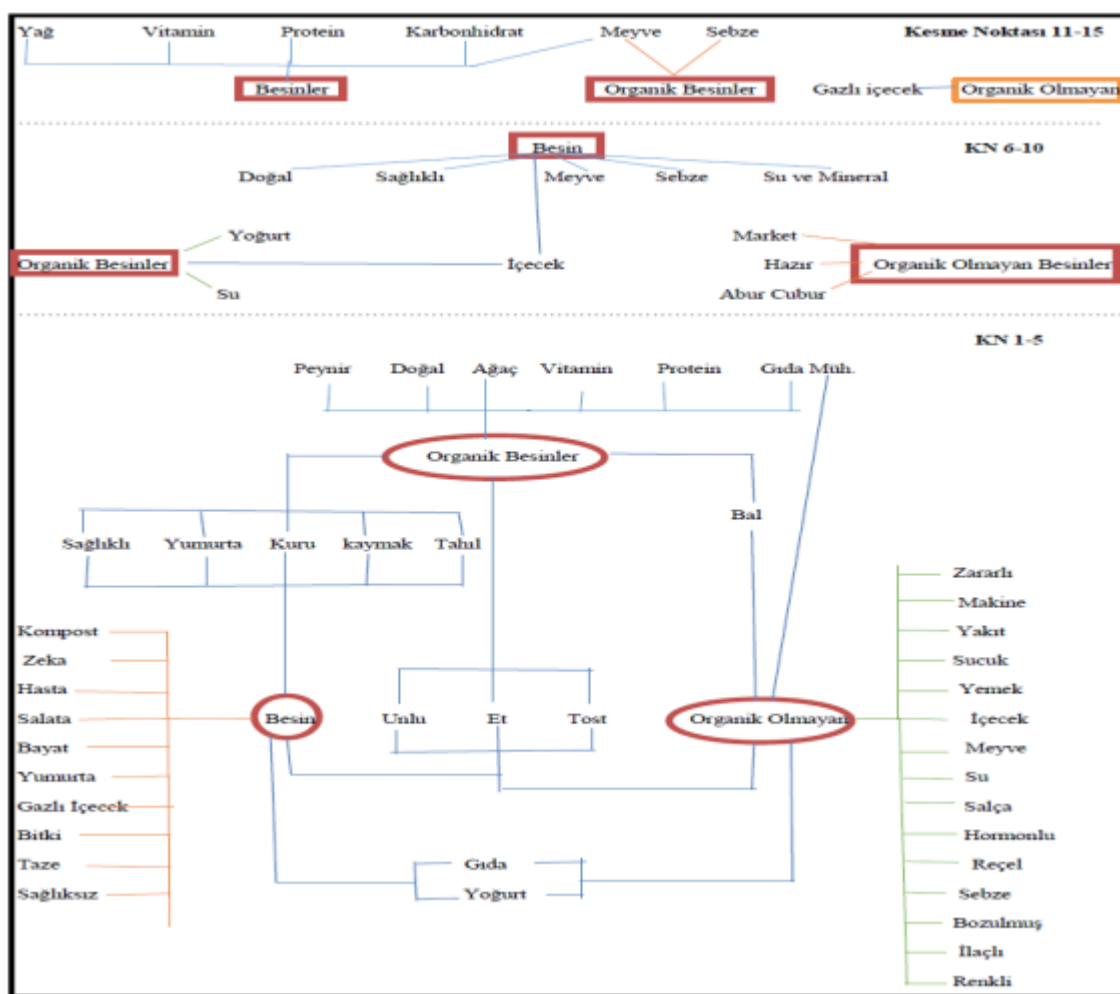 Yağ Vitamin Protein Karbonhidrat Meyve Sebze Kesme Noktası 11-15
Besinler Organik Besinler Gazlı içecek Organik Olmayan
Besin KN 6-10
Doğal Sağlıklı Meyve Sebze Su ve Mineral
Yoğurt Market
Organik Besinler İçecek Hazır Organik Olmayan Besinler
Su Abur Cubur
KN 1-5
Peynir Doğal Ağaç Vitamin Protein Gıda Müh.
Organik Besinler
Bal
Sağlıklı Yumurta Kuru kaymak Tahıl
Zararlı
Makine
Kompost Yakıt
Zeka Sucuk
Hasta Yemek
Salata Besin Unlu Et Tost Organik Olmayan İçecek
Bayat Meyve
Yumurta Su
Gazlı İçecek Salça
Bitki Hormonlu
Taze Gıda Reçel
Sağlıksız Yoğurt Sebze
Bozulmuş
İlaçlı
Renkli